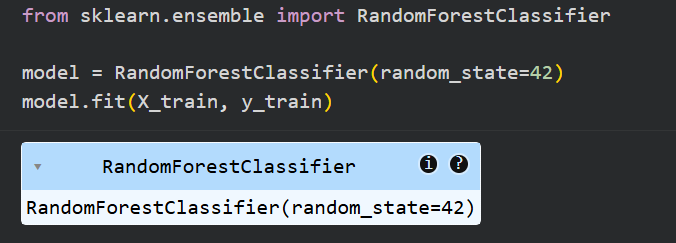 from sklearn.ensemble import RandomForestClassifier
model = RandomForestClassifier(random_state=42)
model.fit(X_train, y_train)
▾ RandomForestClassifier i ?
RandomForestClassifier(random_state=42)